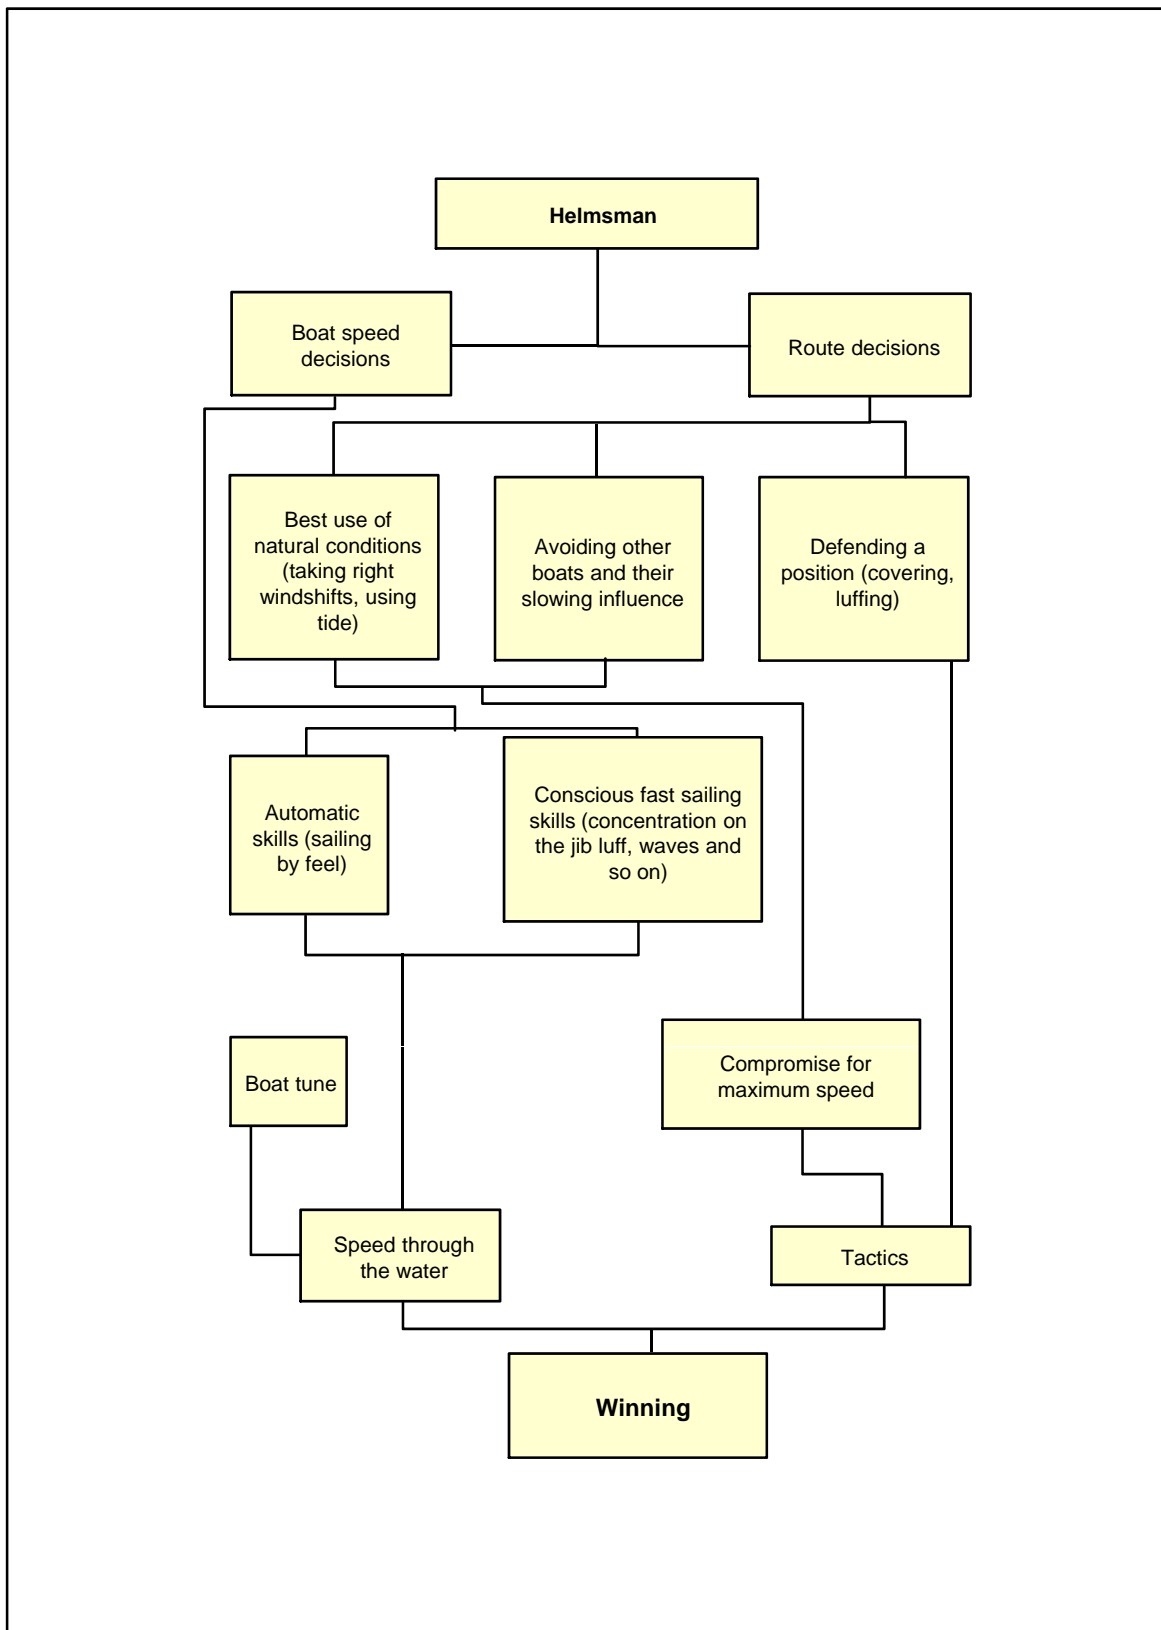 Helmsman
Boat speed
decisions
Route decisions
Best use of
natural conditions
(taking right
windshifts, using
tide)
Avoiding other
boats and their
slowing influence
Defending a
position (covering,
luffing)
Automatic
skills (sailing
by feel)
Conscious fast sailing
skills (concentration on
the jib luff, waves and
so on)
Boat tune
Compromise for
maximum speed
Speed through
the water
Tactics
Winning